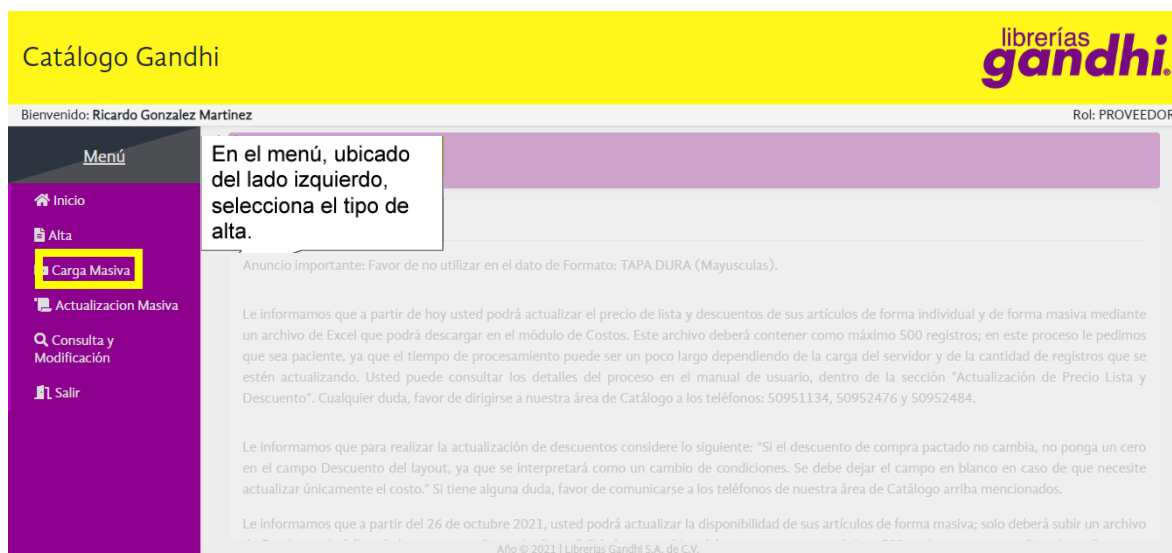 Catálogo Gandhi
librerías
gandhi.
Bienvenido: Ricardo Gonzalez Martinez
Rol: PROVEEDOR
Menú
Inicio
Alta
Carga Masiva
Actualizacion Masiva
Consulta y
Modificación
Salir
En el menú, ubicado
del lado izquierdo,
selecciona el tipo de
alta.
Anuncio importante: Favor de no utilizar en el dato de Formato: TAPA DURA (Mayusculas).
Le informamos que a partir de hoy usted podrá actualizar el precio de lista y descuentos de sus artículos de forma individual y de forma masiva mediante
un archivo de Excel que podrá descargar en el módulo de Costos. Este archivo deberá contener como máximo 500 registros; en este proceso le pedimos
que sea paciente, ya que el tiempo de procesamiento puede ser un poco largo dependiendo de la carga del servidor y de la cantidad de registros que se
estén actualizando. Usted puede consultar los detalles del proceso en el manual de usuario, dentro de la sección "Actualización de Precio Lista y
Descuento". Cualquier duda, favor de dirigirse a nuestra área de Catálogo a los teléfonos: 50951134, 50952476 y 50952484.
Le informamos que para realizar la actualización de descuentos considere lo siguiente: "Si el descuento de compra pactado no cambia, no ponga un cero
en el campo Descuento del layout, ya que se interpretará como un cambio de condiciones. Se debe dejar el campo en blanco en caso de que necesite
actualizar únicamente el costo." Si tiene alguna duda, favor de comunicarse a los teléfonos de nuestra área de Catálogo arriba mencionados.
Le informamos que a partir del 26 de octubre 2021, usted podrá actualizar la disponibilidad de sus artículos de forma masiva; solo deberá subir un archivo
Año © 2021 | Librerías Gandhi S.A. de C.V.